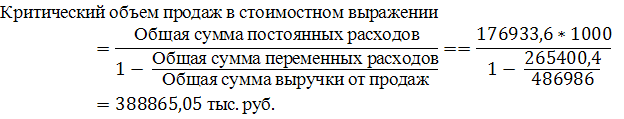 Критический объем продаж в стоимостном выражении
= Общая сумма постоянных расходов / (1 − Общая сумма переменных расходов / Общая сумма выручки от продаж) == 176933,6 * 1000 / (1 − 265400,4 / 486986)
= 388865,05 тыс. руб.